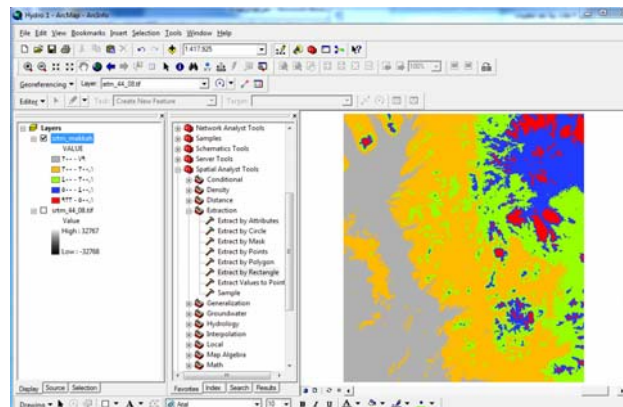 Hydro 1 - ArcMap - ArcInfo
File Edit View Bookmarks Insert Selection Tools Window Help
1:417,925
100%
Georeferencing Layer: srtm_44_08.tif
Editor Task: Create New Feature Target:
Layers
VALUE
srtm_44_08.tif
Value
High : 32767
Low : -32768
Display Source Selection
Network Analyst Tools
Samples
Schematics Tools
Server Tools
Spatial Analyst Tools
Conditional
Density
Distance
Extraction
Extract by Attributes
Extract by Circle
Extract by Mask
Extract by Points
Extract by Polygon
Extract by Rectangle
Extract Values to Point
Sample
Generalization
Groundwater
Hydrology
Interpolation
Local
Map Algebra
Math
Favorites Index Search Results
Drawing A Arial 10 B I U A